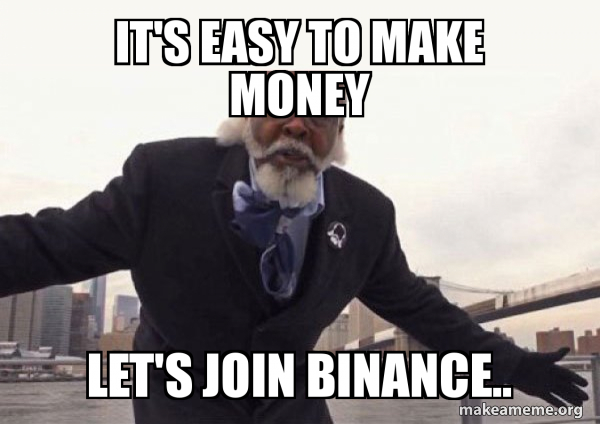 IT'S EASY TO MAKE
MONEY
LET'S JOIN BINANCE..
makeameme.org